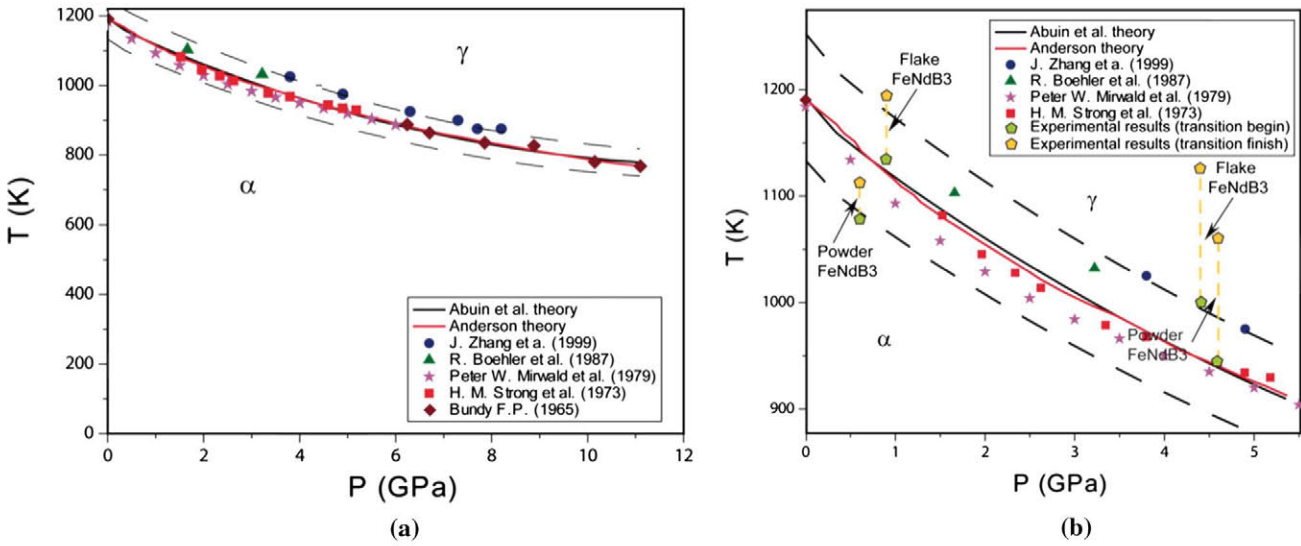 1200
1000
800
600
400
200
0
T (K)
γ
α
Abuin et al. theory
Anderson theory
J. Zhang et a. (1999)
R. Boehler et al. (1987)
Peter W. Mirwald et al. (1979)
H. M. Strong et al. (1973)
Bundy F.P. (1965)
0 2 4 6 8 10 12
P (GPa)
(a)
1200
1100
1000
900
T (K)
Flake
FeNdB3
Abuin et al. theory
Anderson theory
J. Zhang et a. (1999)
R. Boehler et al. (1987)
Peter W. Mirwald et al. (1979)
H. M. Strong et al. (1973)
Experimental results (transition begin)
Experimental results (transition finish)
Flake
FeNdB3
γ
Powder
FeNdB3
α
Powder
FeNdB3
0 1 2 3 4 5
P (GPa)
(b)